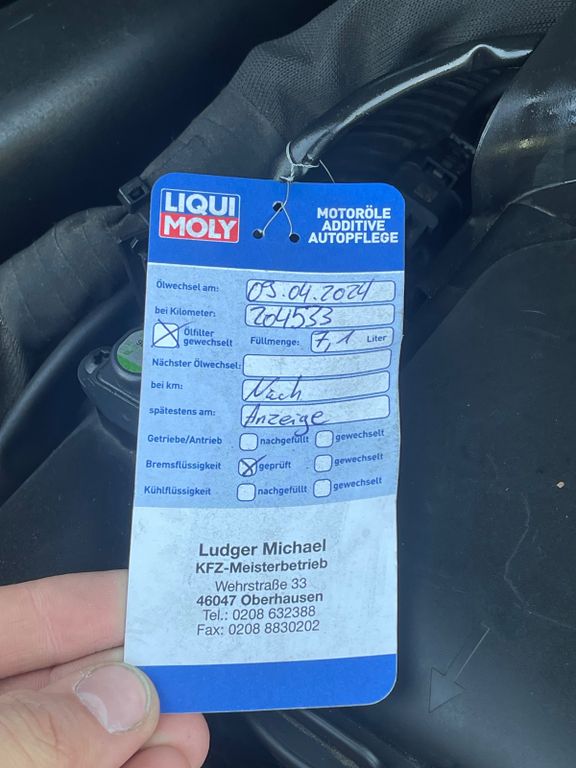 LIQUI
MOLY
MOTORÖLE
ADDITIVE
AUTOPFLEGE
Ölwechsel am: 09.04.2024
bei Kilometer: 204533
Ölfilter gewechselt Füllmenge: 7,1 Liter
Nächster Ölwechsel:
bei km: Nach
spätestens am: Anzeige
Getriebe/Antrieb nachgefüllt gewechselt
Bremsflüssigkeit geprüft gewechselt
Kühlflüssigkeit nachgefüllt gewechselt
Ludger Michael
KFZ-Meisterbetrieb
Wehrstraße 33
46047 Oberhausen
Tel.: 0208 632388
Fax: 0208 8830202